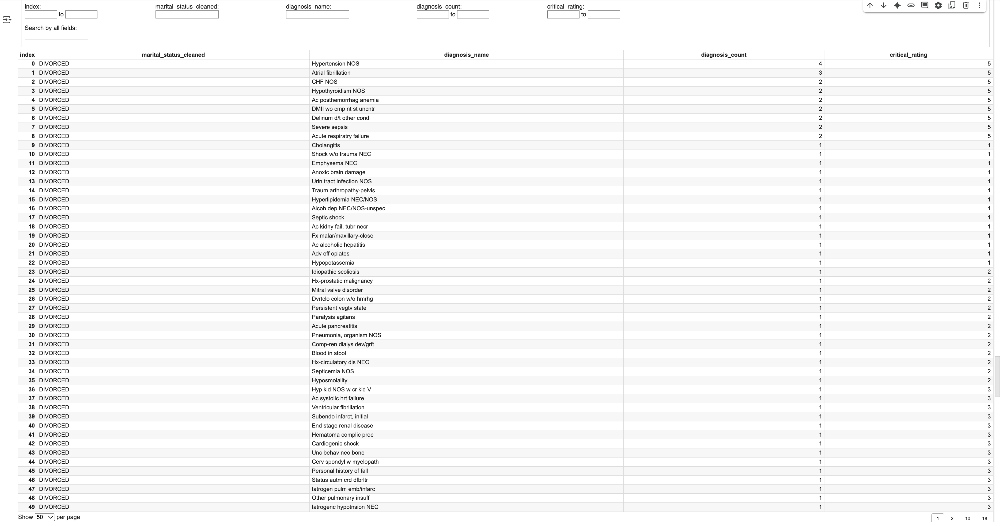 index: marital_status_cleaned: diagnosis_name: diagnosis_count: critical_rating:
to to to
Search by all fields:
index marital_status_cleaned diagnosis_name diagnosis_count critical_rating
0 DIVORCED Hypertension NOS 4 5
1 DIVORCED Atrial fibrillation 3 5
2 DIVORCED CHF NOS 2 5
3 DIVORCED Hypothyroidism NOS 2 5
4 DIVORCED Ac posthemorrhag anemia 2 5
5 DIVORCED DMII wo cmp nt st uncntr 2 5
6 DIVORCED Delirium d/t other cond 2 5
7 DIVORCED Severe sepsis 2 5
8 DIVORCED Acute respiratry failure 2 5
9 DIVORCED Cholangitis 1 1
10 DIVORCED Shock w/o trauma NEC 1 1
11 DIVORCED Emphysema NEC 1 1
12 DIVORCED Anoxic brain damage 1 1
13 DIVORCED Urin tract infection NOS 1 1
14 DIVORCED Traum arthropathy-pelvis 1 1
15 DIVORCED Hyperlipidemia NEC/NOS 1 1
16 DIVORCED Alcoh dep NEC/NOS-unspec 1 1
17 DIVORCED Septic shock 1 1
18 DIVORCED Ac kidny fail, tubr necr 1 1
19 DIVORCED Fx malar/maxillary-close 1 1
20 DIVORCED Ac alcoholic hepatitis 1 1
21 DIVORCED Adv eff opiates 1 1
22 DIVORCED Hypopotassemia 1 1
23 DIVORCED Idiopathic scoliosis 1 2
24 DIVORCED Hx-prostatic malignancy 1 2
25 DIVORCED Mitral valve disorder 1 2
26 DIVORCED Dvrtclo colon w/o hmrhg 1 2
27 DIVORCED Persistent vegtv state 1 2
28 DIVORCED Paralysis agitans 1 2
29 DIVORCED Acute pancreatitis 1 2
30 DIVORCED Pneumonia, organism NOS 1 2
31 DIVORCED Comp-ren dialys dev/grft 1 2
32 DIVORCED Blood in stool 1 2
33 DIVORCED Hx-circulatory dis NEC 1 2
34 DIVORCED Septicemia NOS 1 2
35 DIVORCED Hyposmolality 1 2
36 DIVORCED Hyp kid NOS w cr kid V 1 3
37 DIVORCED Ac systolic hrt failure 1 3
38 DIVORCED Ventricular fibrillation 1 3
39 DIVORCED Subendo infarct, initial 1 3
40 DIVORCED End stage renal disease 1 3
41 DIVORCED Hematoma complic proc 1 3
42 DIVORCED Cardiogenic shock 1 3
43 DIVORCED Unc behav neo bone 1 3
44 DIVORCED Cerv spondyl w myelopath 1 3
45 DIVORCED Personal history of fall 1 3
46 DIVORCED Status autm crd dfbrltr 1 3
47 DIVORCED Iatrogen pulm emb/infarc 1 3
48 DIVORCED Other pulmonary insuff 1 3
49 DIVORCED Iatrogenc hypotnsion NEC 1 3
Show 50 per page 1 2 10 18